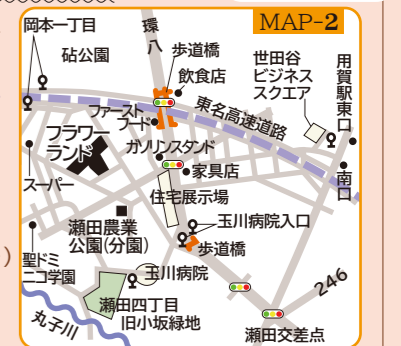 MAP-2
岡本一丁目
環八
砧公園
歩道橋
飲食店
世田谷
ビジネス
スクエア
用賀駅東口
東名高速道路
ファースト
フード
フラワー
ランド
ガソリンスタンド
家具店
南口
スーパー
住宅展示場
瀬田農業
公園(分園)
玉川病院入口
歩道橋
聖ドミ
ニコ学園
玉川病院
246
瀬田四丁目
旧小坂緑地
丸子川
瀬田交差点
)